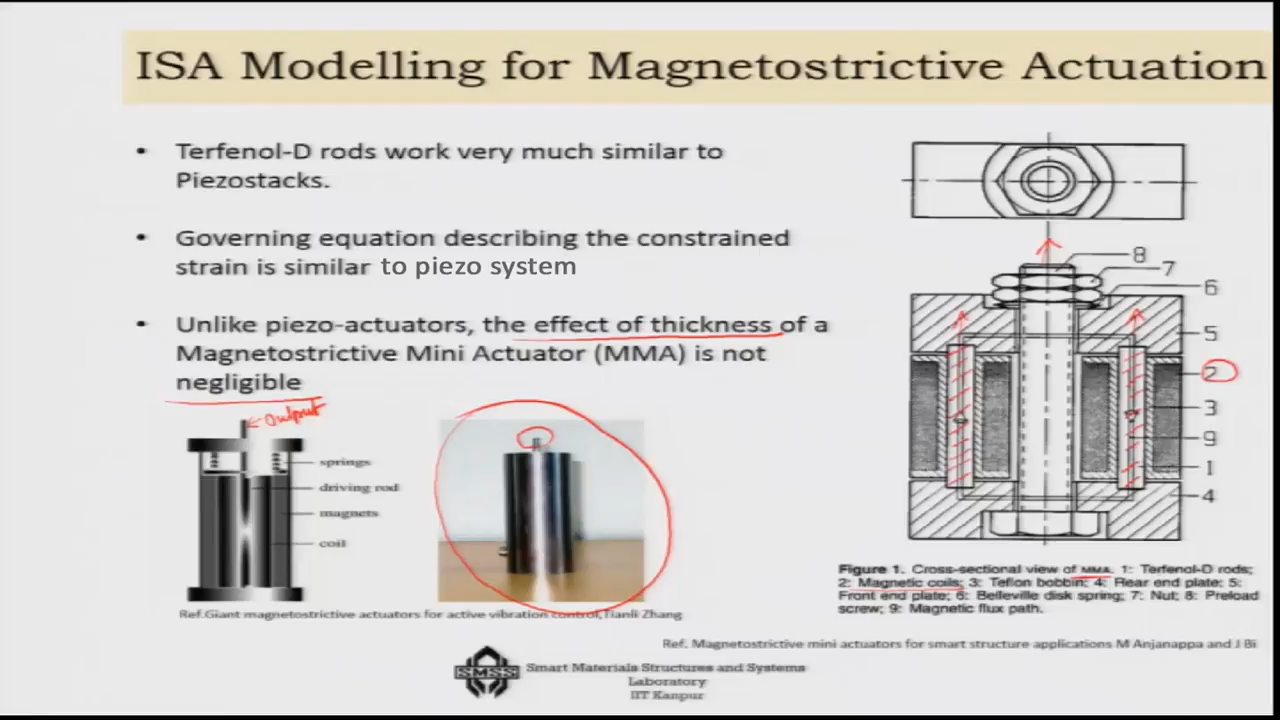 ISA Modelling for Magnetostrictive Actuation
• Terfenol-D rods work very much similar to
Piezostacks.
• Governing equation describing the constrained
strain is similar to piezo system
• Unlike piezo-actuators, the effect of thickness of a
Magnetostrictive Mini Actuator (MMA) is not
negligible
Output
springs
driving rod
magnets
coil
Ref.Giant magnetostrictive actuators for active vibration control,Tianli Zhang
8
7
6
5
2
3
9
1
4
Figure 1. Cross-sectional view of MMA. 1: Terfenol-D rods;
2: Magnetic coils; 3: Teflon bobbin; 4: Rear end plate; 5:
Front end plate; 6: Belleville disk spring; 7: Nut; 8: Preload
screw; 9: Magnetic flux path.
Ref. Magnetostrictive mini actuators for smart structure applications M Anjanappa and J Bi
SMSS
Smart Materials Structures and Systems
Laboratory
IIT Kanpur